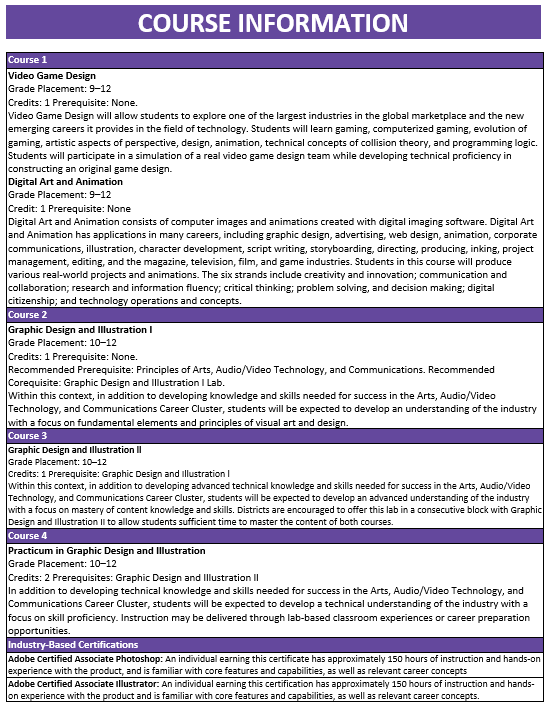 COURSE INFORMATION
Course 1
Video Game Design
Grade Placement: 9–12
Credits: 1 Prerequisite: None.
Video Game Design will allow students to explore one of the largest industries in the global marketplace and the new
emerging careers it provides in the field of technology. Students will learn gaming, computerized gaming, evolution of
gaming, artistic aspects of perspective, design, animation, technical concepts of collision theory, and programming logic.
Students will participate in a simulation of a real video game design team while developing technical proficiency in
constructing an original game design.
Digital Art and Animation
Grade Placement: 9–12
Credit: 1 Prerequisite: None
Digital Art and Animation consists of computer images and animations created with digital imaging software. Digital Art
and Animation has applications in many careers, including graphic design, advertising, web design, animation, corporate
communications, illustration, character development, script writing, storyboarding, directing, producing, inking, project
management, editing, and the magazine, television, film, and game industries. Students in this course will produce
various real-world projects and animations. The six strands include creativity and innovation; communication and
collaboration; research and information fluency; critical thinking; problem solving, and decision making; digital
citizenship; and technology operations and concepts.
Course 2
Graphic Design and Illustration I
Grade Placement: 10–12
Credits: 1 Prerequisite: None.
Recommended Prerequisite: Principles of Arts, Audio/Video Technology, and Communications. Recommended
Corequisite: Graphic Design and Illustration I Lab.
Within this context, in addition to developing knowledge and skills needed for success in the Arts, Audio/Video
Technology, and Communications Career Cluster, students will be expected to develop an understanding of the industry
with a focus on fundamental elements and principles of visual art and design.
Course 3
Graphic Design and Illustration ll
Grade Placement: 10–12
Credits: 1 Prerequisite: Graphic Design and Illustration I
Within this context, in addition to developing advanced technical knowledge and skills needed for success in the Arts, Audio/Video
Technology, and Communications Career Cluster, students will be expected to develop an advanced understanding of the industry
with a focus on mastery of content knowledge and skills. Districts are encouraged to offer this lab in a consecutive block with Graphic
Design and Illustration II to allow students sufficient time to master the content of both courses.
Course 4
Practicum in Graphic Design and Illustration
Grade Placement: 10–12
Credits: 2 Prerequisites: Graphic Design and Illustration II
In addition to developing technical knowledge and skills needed for success in the Arts, Audio/Video Technology, and
Communications Career Cluster, students will be expected to develop a technical understanding of the industry with a
focus on skill proficiency. Instruction may be delivered through lab-based classroom experiences or career preparation
opportunities.
Industry-Based Certifications
Adobe Certified Associate Photoshop: An individual earning this certificate has approximately 150 hours of instruction and hands-on
experience with the product, and is familiar with core features and capabilities, as well as relevant career concepts
Adobe Certified Associate Illustrator: An individual earning this certification has approximately 150 hours of instruction and hands-
on experience with the product and is familiar with core features and capabilities, as well as relevant career concepts.